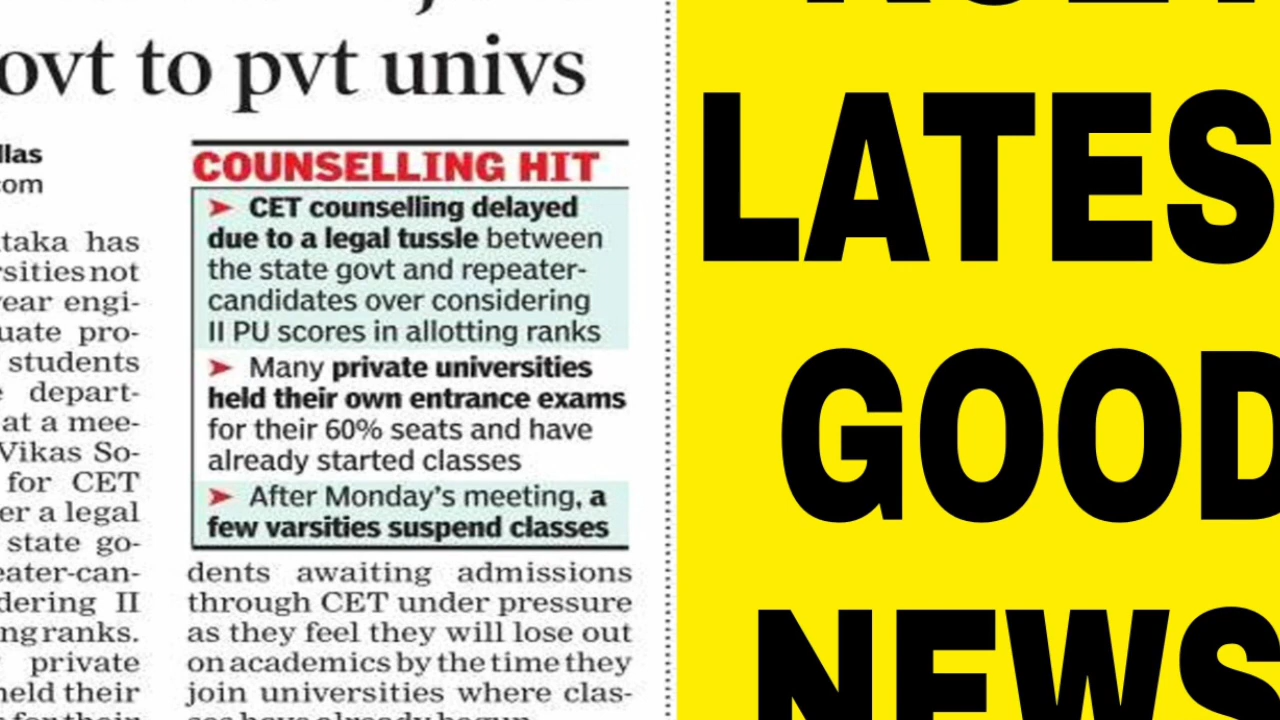 ovt to pvt univs
com
taka has
rsities not
year engi-
uate pro-
students
depart-
at a mee-
Vikas So-
for CET
er a legal
state go-
eater-can-
dering II
ng ranks.
private
held their
COUNSELLING HIT
➤ CET counselling delayed
due to a legal tussle between
the state govt and repeater-
candidates over considering
II PU scores in allotting ranks
➤ Many private universities
held their own entrance exams
for their 60% seats and have
already started classes
➤ After Monday's meeting, a
few varsities suspend classes
dents awaiting admissions
through CET under pressure
as they feel they will lose out
on academics by the time they
join universities where clas-
ses have already begun
LATES
GOOD
NEWS